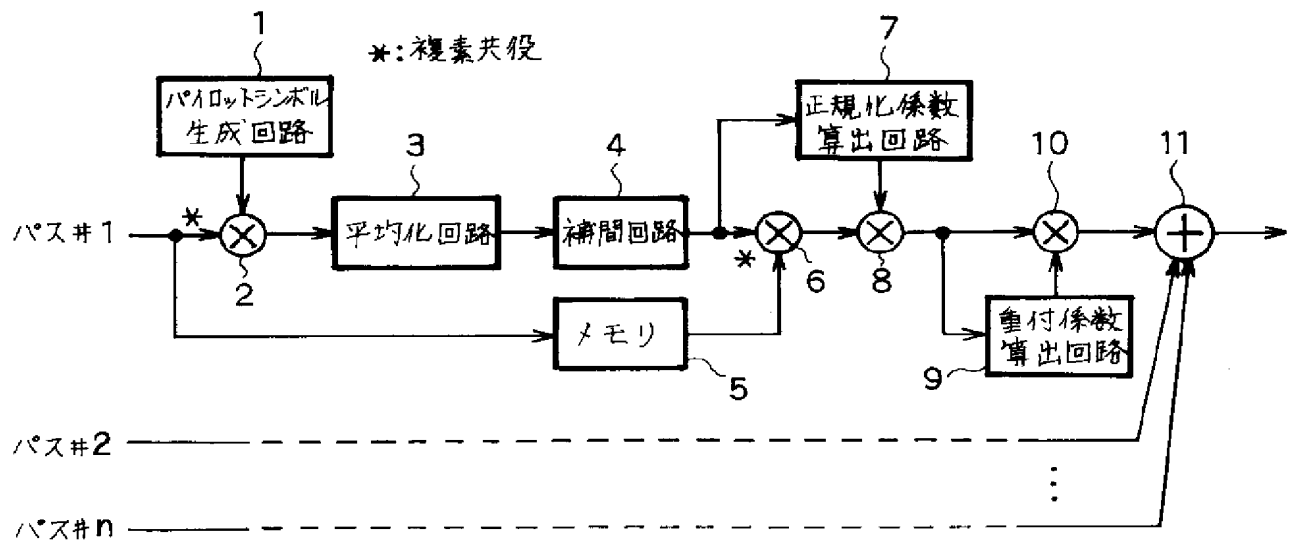 1
*:複素共役
7
パイロットシンボル
生成回路
正規化係数
算出回路
3
4
10
11
パス#1
*
平均化回路
補間回路
*
2
6
8
メモリ
重付係数
算出回路
5
9
パス#2
パス#n